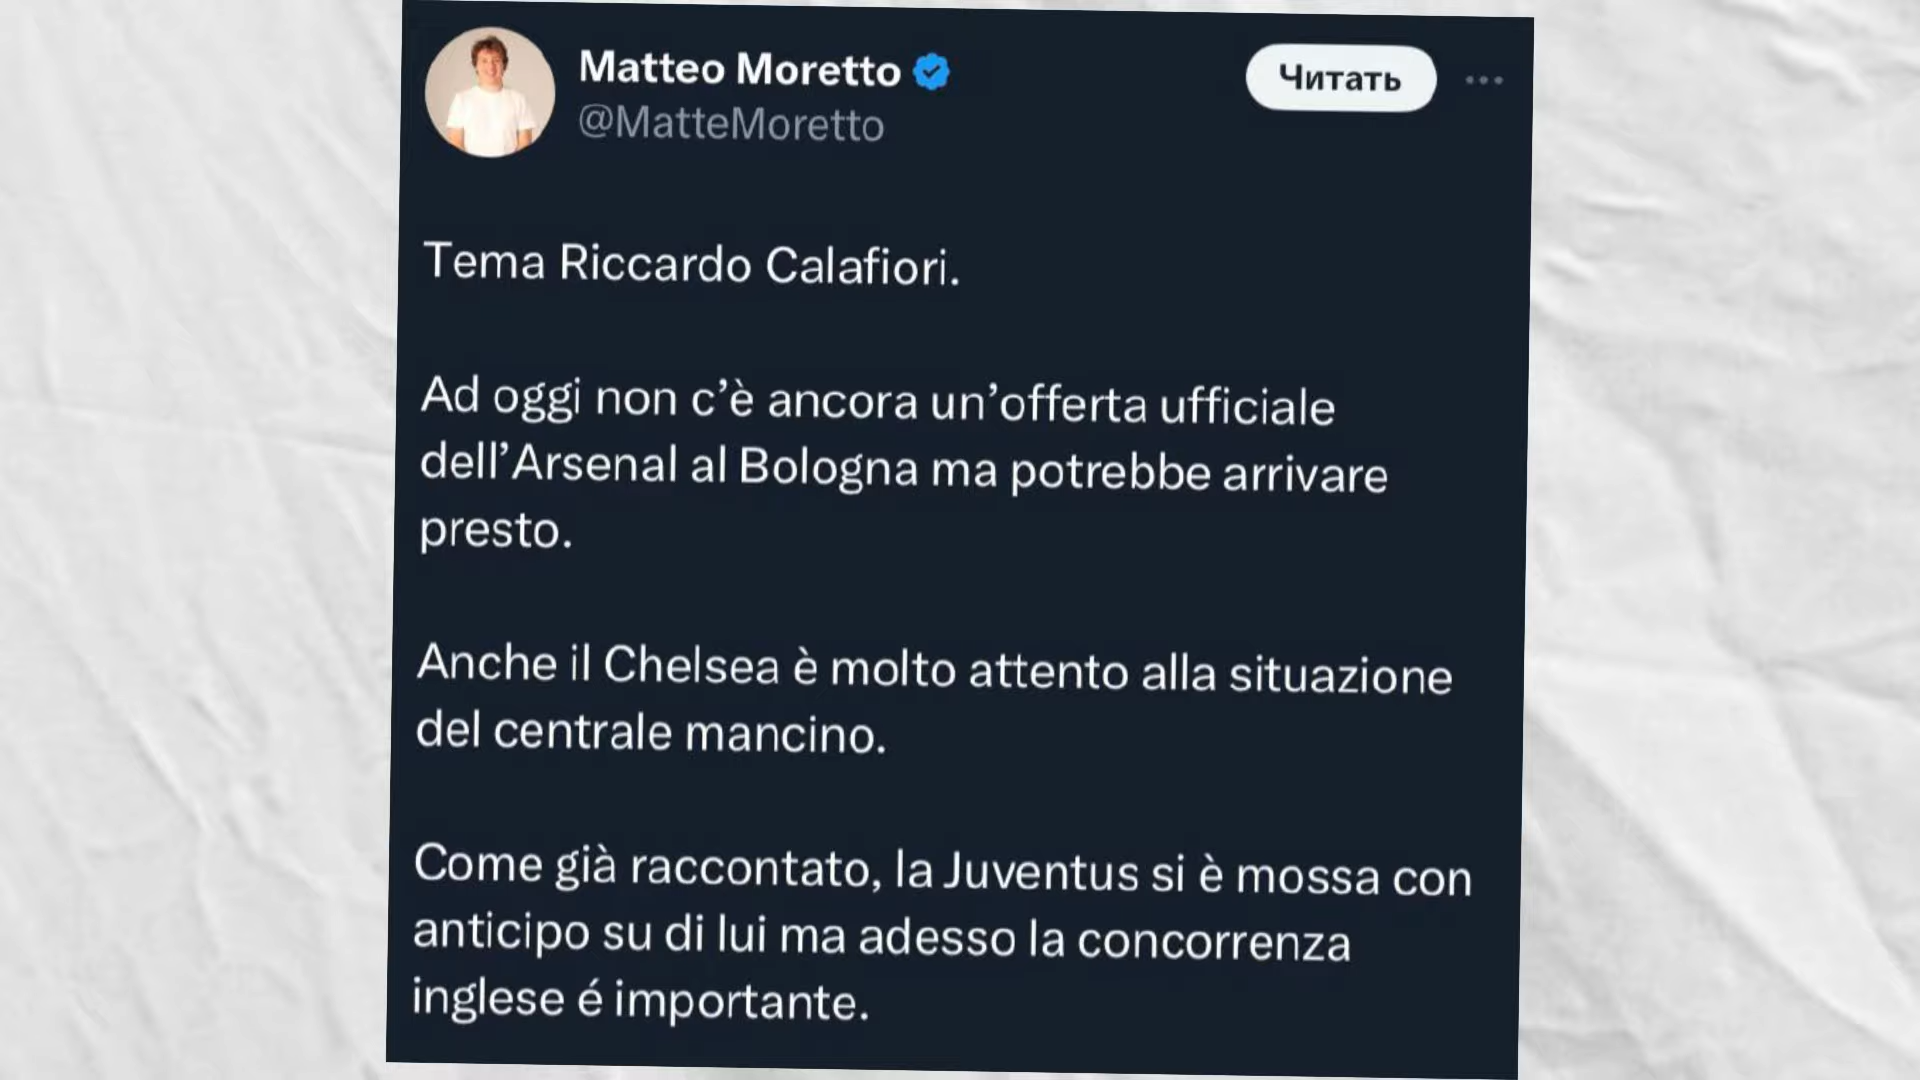 Matteo Moretto
@MatteMoretto
Читать
Tema Riccardo Calafiori.
Ad oggi non c’è ancora un’offerta ufficiale
dell’Arsenal al Bologna ma potrebbe arrivare
presto.
Anche il Chelsea è molto attento alla situazione
del centrale mancino.
Come già raccontato, la Juventus si è mossa con
anticipo su di lui ma adesso la concorrenza
inglese é importante.